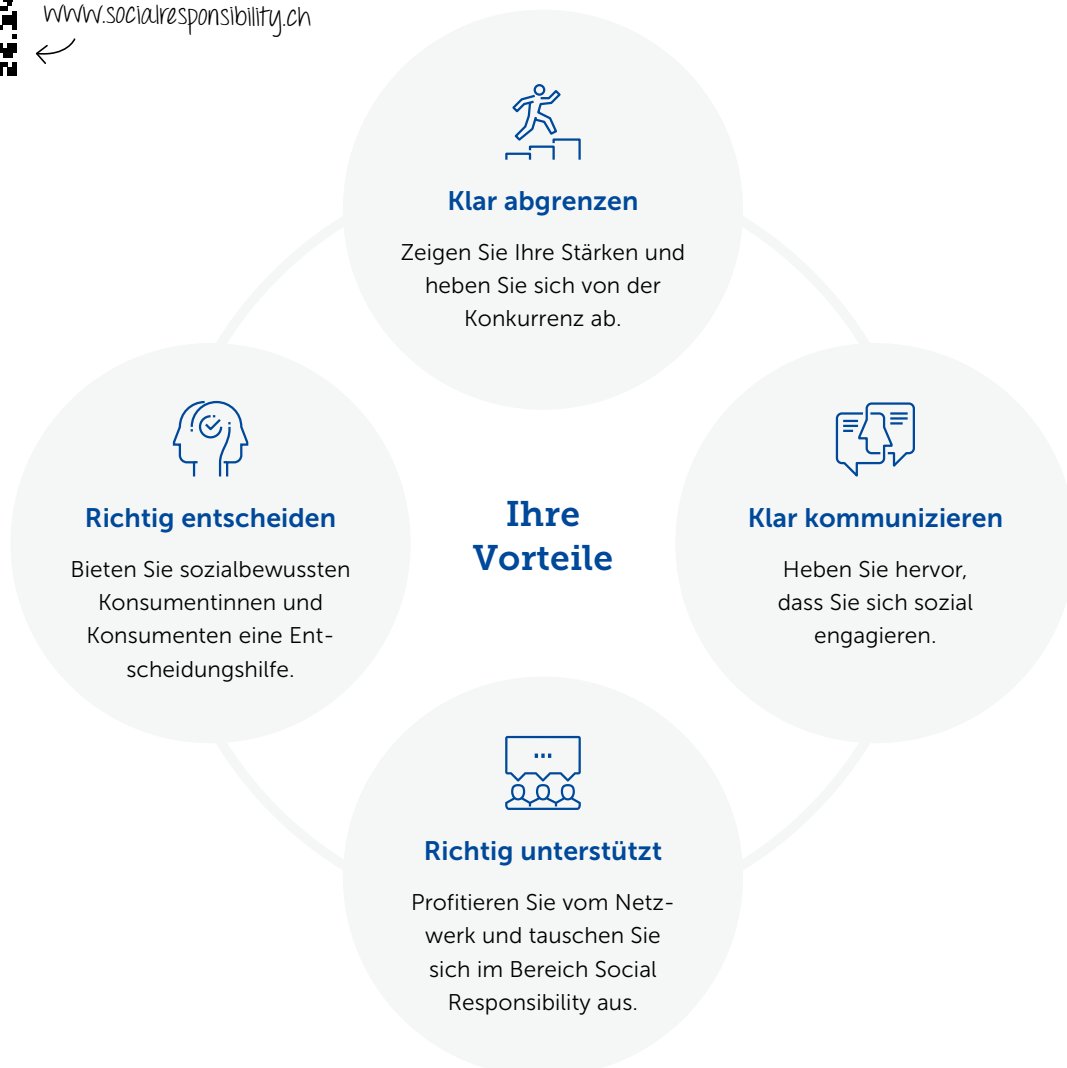 www.socialresponsibility.ch
Klar abgrenzen
Zeigen Sie Ihre Stärken und
heben Sie sich von der
Konkurrenz ab.
Richtig entscheiden
Bieten Sie sozialbewussten
Konsumentinnen und
Konsumenten eine Ent-
scheidungshilfe.
Ihre
Vorteile
Klar kommunizieren
Heben Sie hervor,
dass Sie sich sozial
engagieren.
...
Richtig unterstützt
Profitieren Sie vom Netz-
werk und tauschen Sie
sich im Bereich Social
Responsibility aus.